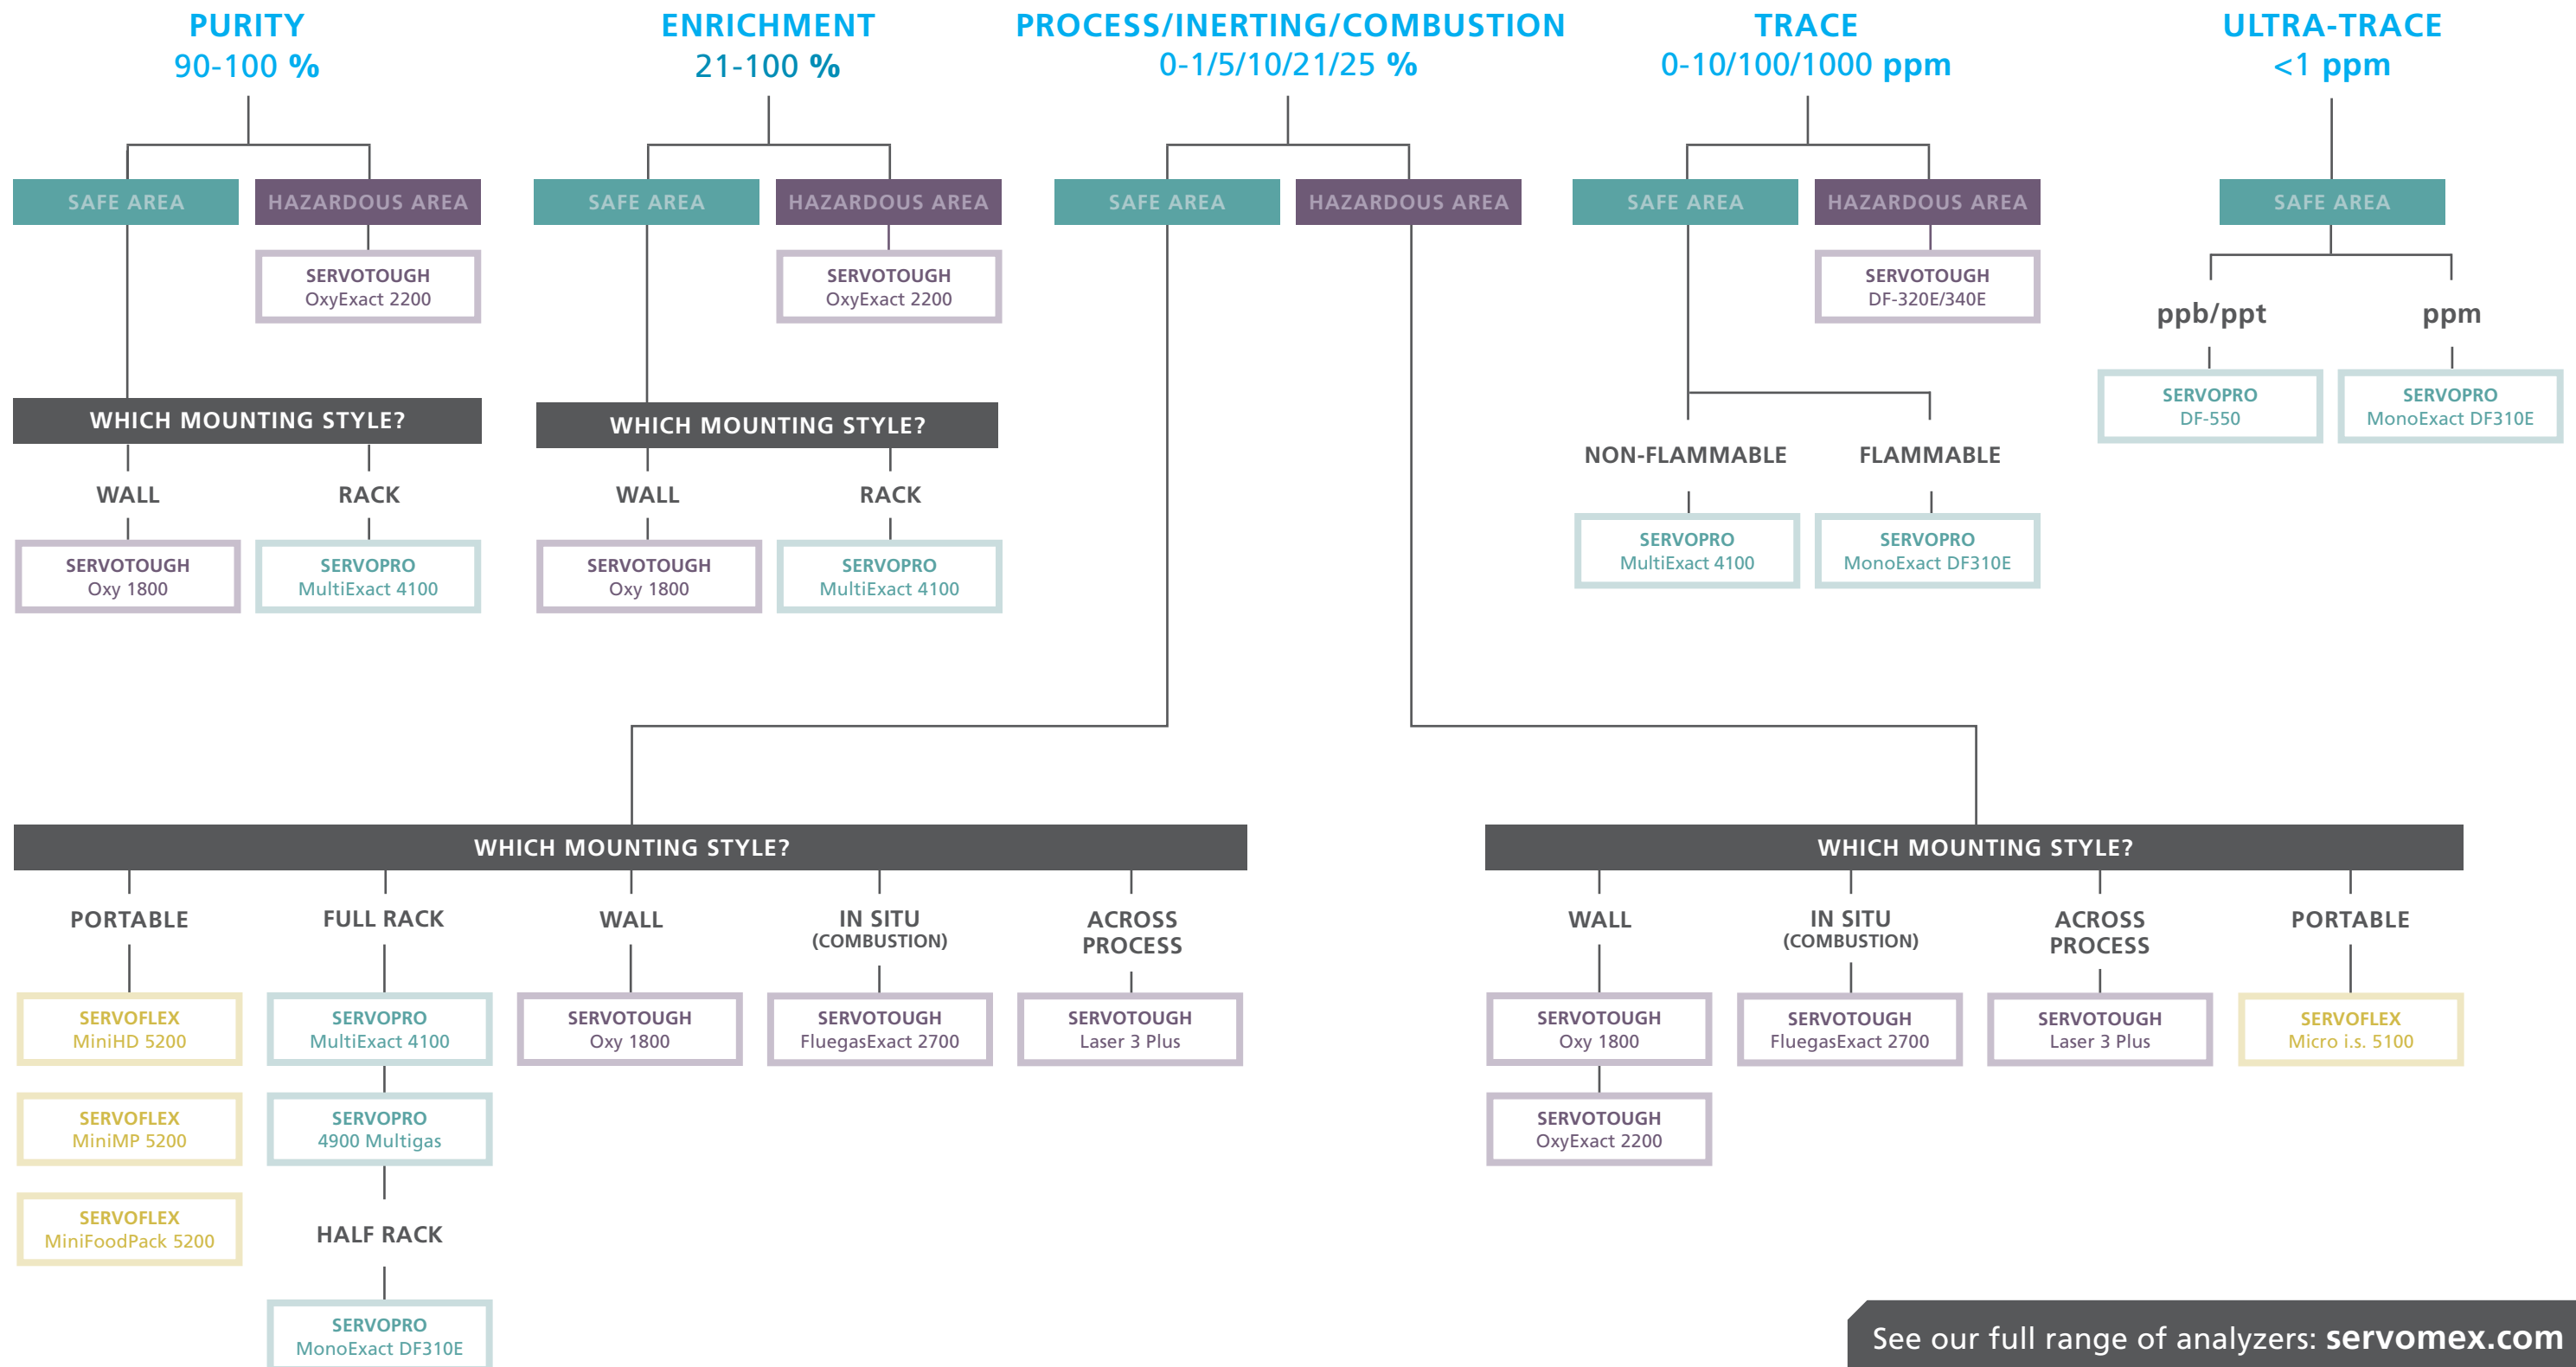 PURITY
90-100 %
ENRICHMENT
21-100 %
PROCESS/INERTING/COMBUSTION
0-1/5/10/21/25 %
TRACE
0-10/100/1000 ppm
ULTRA-TRACE
<1 ppm
SAFE AREA
HAZARDOUS AREA
SERVOTOUGH
OxyExact 2200
WHICH MOUNTING STYLE?
WALL
SERVOTOUGH
Oxy 1800
RACK
SERVOPRO
MultiExact 4100
SAFE AREA
HAZARDOUS AREA
SERVOTOUGH
OxyExact 2200
WHICH MOUNTING STYLE?
WALL
SERVOTOUGH
Oxy 1800
RACK
SERVOPRO
MultiExact 4100
SAFE AREA
HAZARDOUS AREA
SAFE AREA
HAZARDOUS AREA
SERVOTOUGH
DF-320E/340E
NON-FLAMMABLE
SERVOPRO
MultiExact 4100
FLAMMABLE
SERVOPRO
MonoExact DF310E
SAFE AREA
ppb/ppt
SERVOPRO
DF-550
ppm
SERVOPRO
MonoExact DF310E
WHICH MOUNTING STYLE?
PORTABLE
SERVOFLEX
MiniHD 5200
SERVOFLEX
MiniMP 5200
SERVOFLEX
MiniFoodPack 5200
FULL RACK
SERVOPRO
MultiExact 4100
SERVOPRO
4900 Multigas
HALF RACK
SERVOPRO
MonoExact DF310E
WALL
SERVOTOUGH
Oxy 1800
IN SITU
(COMBUSTION)
SERVOTOUGH
FluegasExact 2700
ACROSS
PROCESS
SERVOTOUGH
Laser 3 Plus
WHICH MOUNTING STYLE?
WALL
SERVOTOUGH
Oxy 1800
SERVOTOUGH
OxyExact 2200
IN SITU
(COMBUSTION)
SERVOTOUGH
FluegasExact 2700
ACROSS
PROCESS
SERVOTOUGH
Laser 3 Plus
PORTABLE
SERVOFLEX
Micro i.s. 5100
See our full range of analyzers: servomex.com